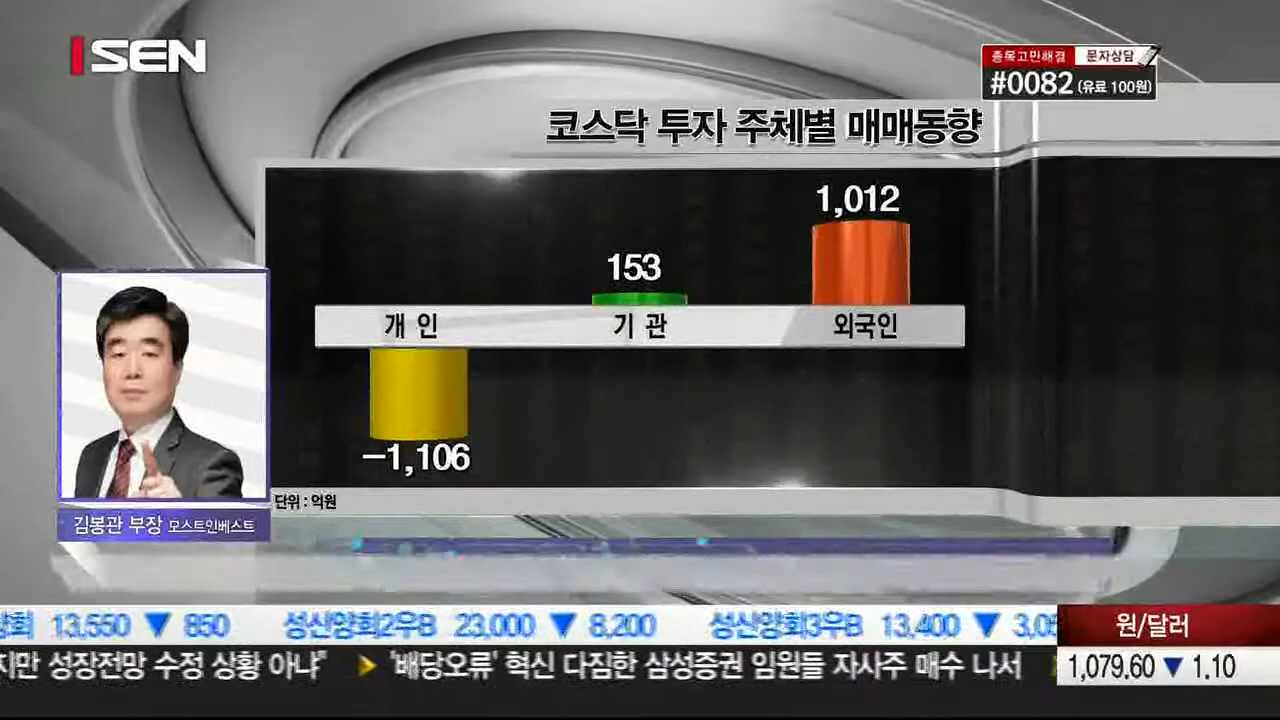 SEN
종목고민해결 문자상담
#0082 (유료 100원)
코스닥 투자 주체별 매매동향
1,012
153
개 인 기 관 외국인
-1,106
단위 : 억원
김봉관 부장 모스트인베스트
13,550 ▼ 850 성신양회2우B 23,000 ▼ 8,200 성신양회3우B 13,400 ▼
원/달러
지만 성장전망 수정 상황 아냐" '배당오류' 혁신 다짐한 삼성증권 임원들 자사주 매수 나서
1,079.60 ▼ 1.10